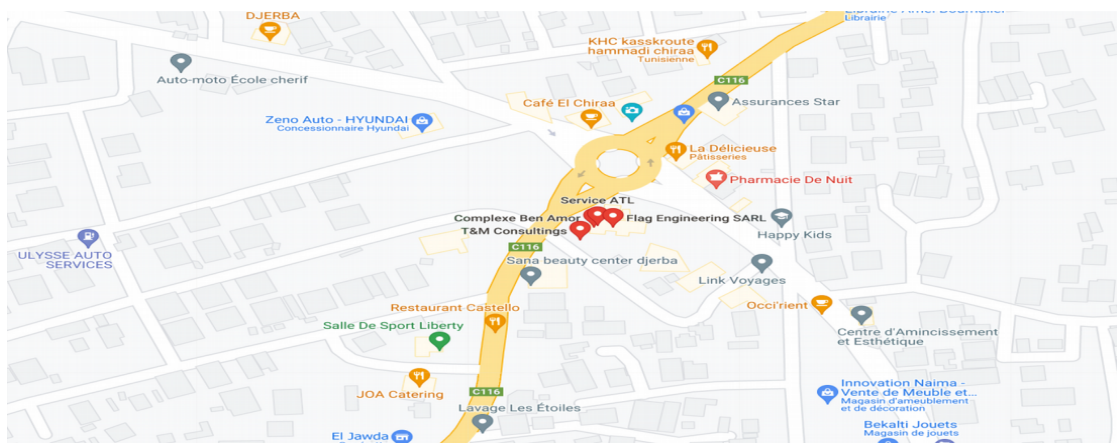 DJERBA
Auto-moto École cherif
Librairie
KHC kasskroute
hammadi chiraa
Tunisienne
C116
Assurances Star
Café El Chiraa
Zeno Auto - HYUNDAI
Concessionnaire Hyundai
La Délicieuse
Pâtisseries
Pharmacie De Nuit
Service ATL
Complexe Ben Amor
Flag Engineering SARL
T&M Consultings
Happy Kids
C116
ULYSSE AUTO
SERVICES
Sana beauty center djerba
Link Voyages
Restaurant Castello
Occi'rient
Salle De Sport Liberty
Centre d'Amincissement
et Esthétique
JOA Catering
C116
Innovation Naima -
Vente de Meuble et...
Magasin d'ameublement
et de décoration
Lavage Les Étoiles
Bekalti Jouets
Magasin de jouets
El Jawda